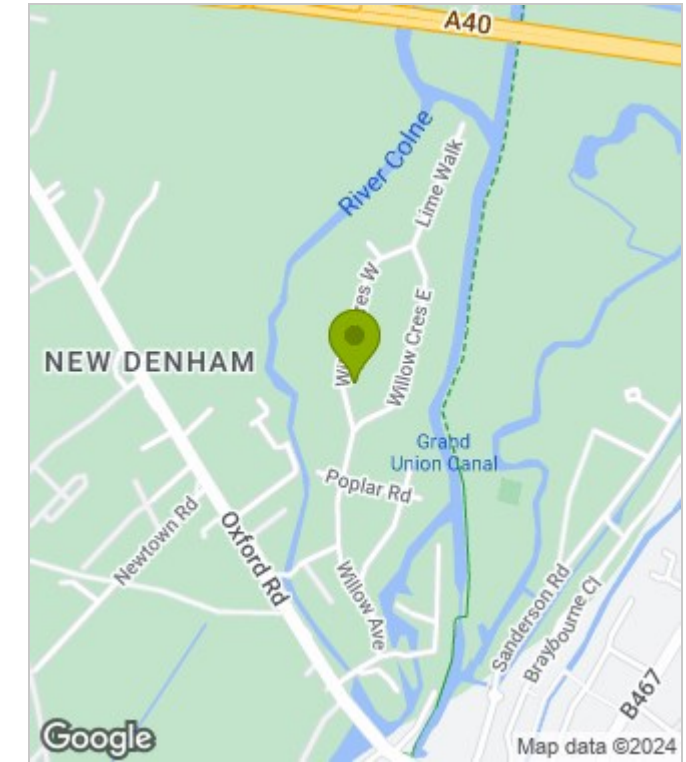 A40
River Colne
Lime Walk
Cres W
Willow Cres E
NEW DENHAM
Grand
Union Canal
Poplar Rd
Newtown Rd
Oxford Rd
Willow Ave
Sanderson Rd
Braybourne Cl
B467
Google
Map data ©2024